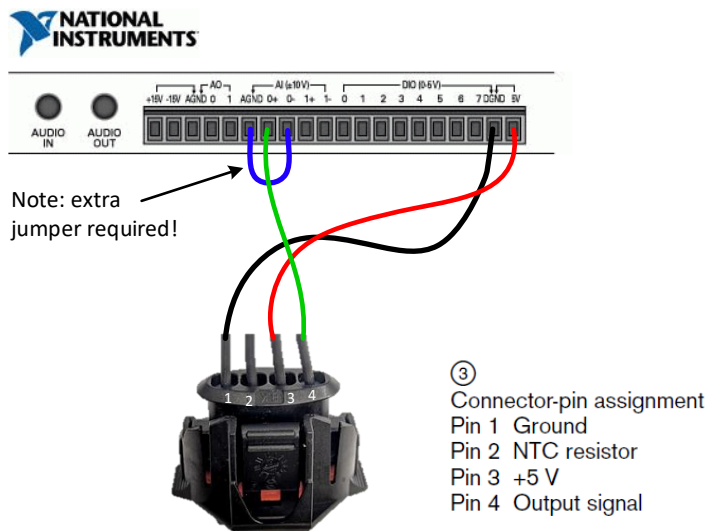 NATIONAL
INSTRUMENTS
AO AI (±10V) DIO (0-5V)
+15V -15V AGND 0 1 AGND 0+ 0- 1+ 1- 0 1 2 3 4 5 6 7 DGND 5V
AUDIO
IN
AUDIO
OUT
Note: extra
jumper required!
1 2 3 4
3
Connector-pin assignment
Pin 1 Ground
Pin 2 NTC resistor
Pin 3 +5 V
Pin 4 Output signal